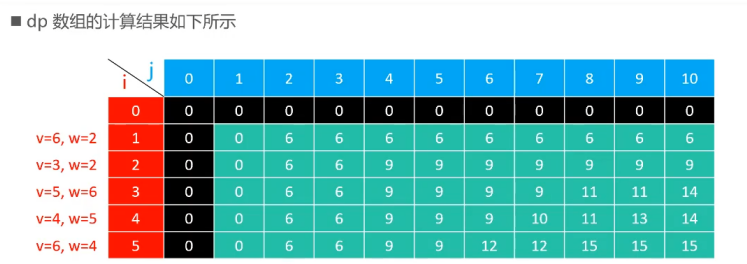 ■ dp 数组的计算结果如下所示
i j 0 1 2 3 4 5 6 7 8 9 10
0 0 0 0 0 0 0 0 0 0 0 0
v=6, w=2 1 0 0 6 6 6 6 6 6 6 6 6
v=3, w=2 2 0 0 6 6 9 9 9 9 9 9 9
v=5, w=6 3 0 0 6 6 9 9 9 9 11 11 14
v=4, w=5 4 0 0 6 6 9 9 9 10 11 13 14
v=6, w=4 5 0 0 6 6 9 9 12 12 15 15 15